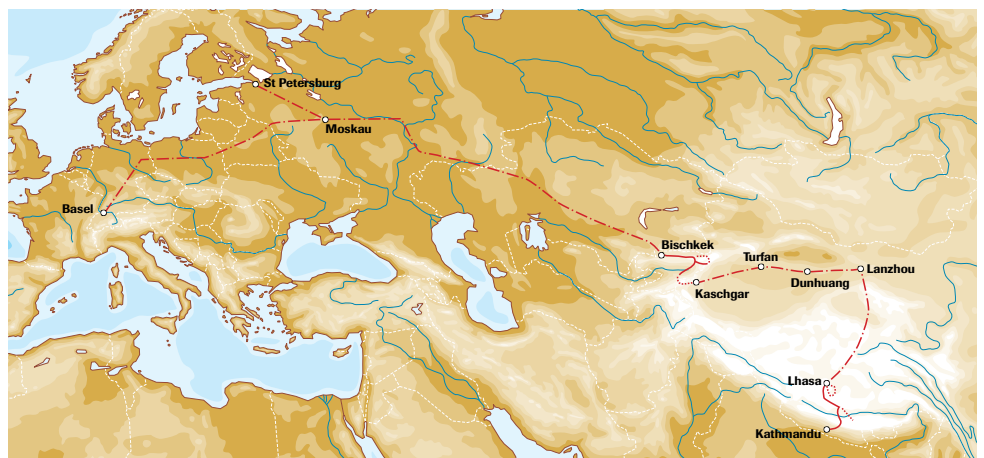 St Petersburg
Moskau
Basel
Bischkek
Turfan
Lanzhou
Kaschgar
Dunhuang
Lhasa
Kathmandu